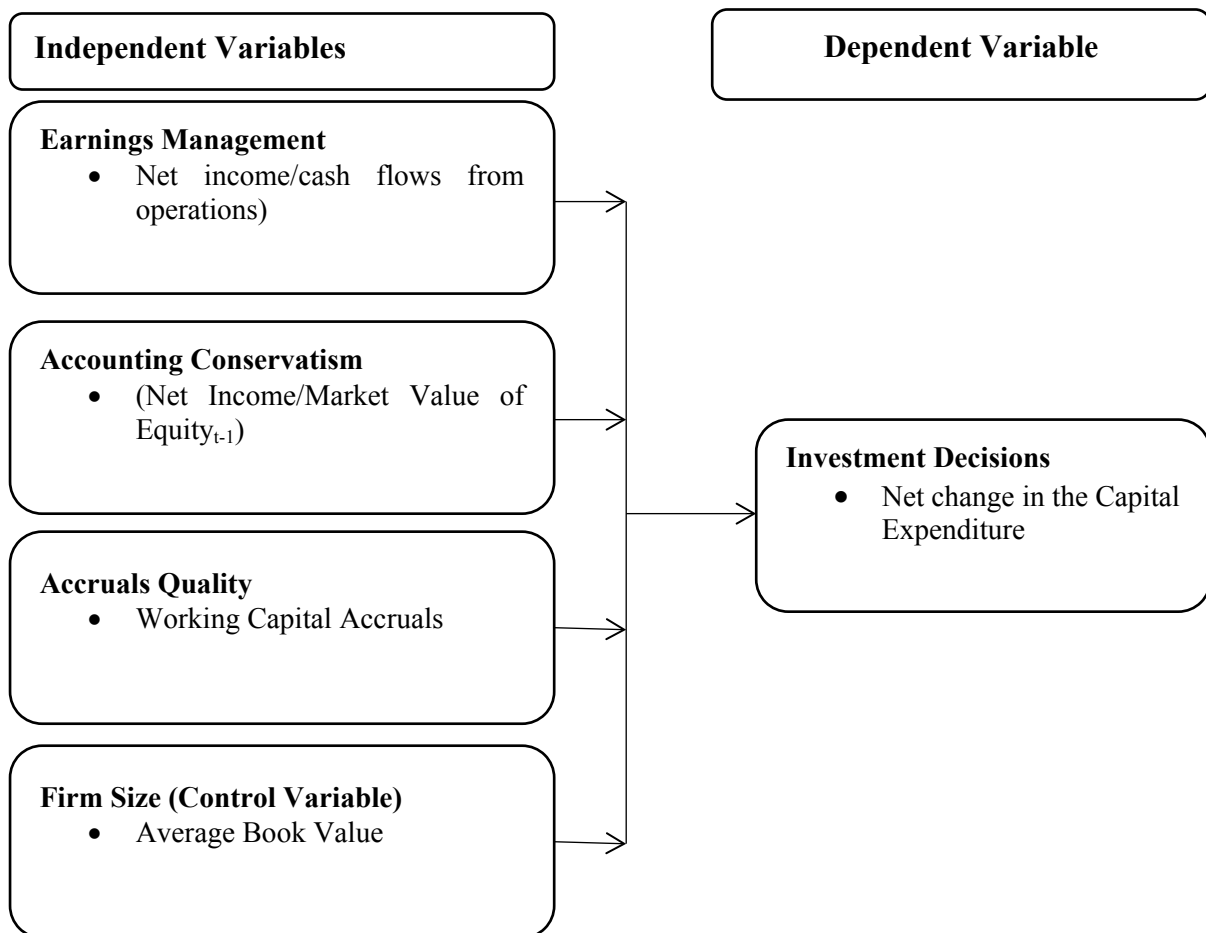 Independent Variables
Dependent Variable
Earnings Management
• Net income/cash flows from
operations)
Accounting Conservatism
• (Net Income/Market Value of
Equityt-1)
Investment Decisions
• Net change in the Capital
Expenditure
Accruals Quality
• Working Capital Accruals
Firm Size (Control Variable)
• Average Book Value